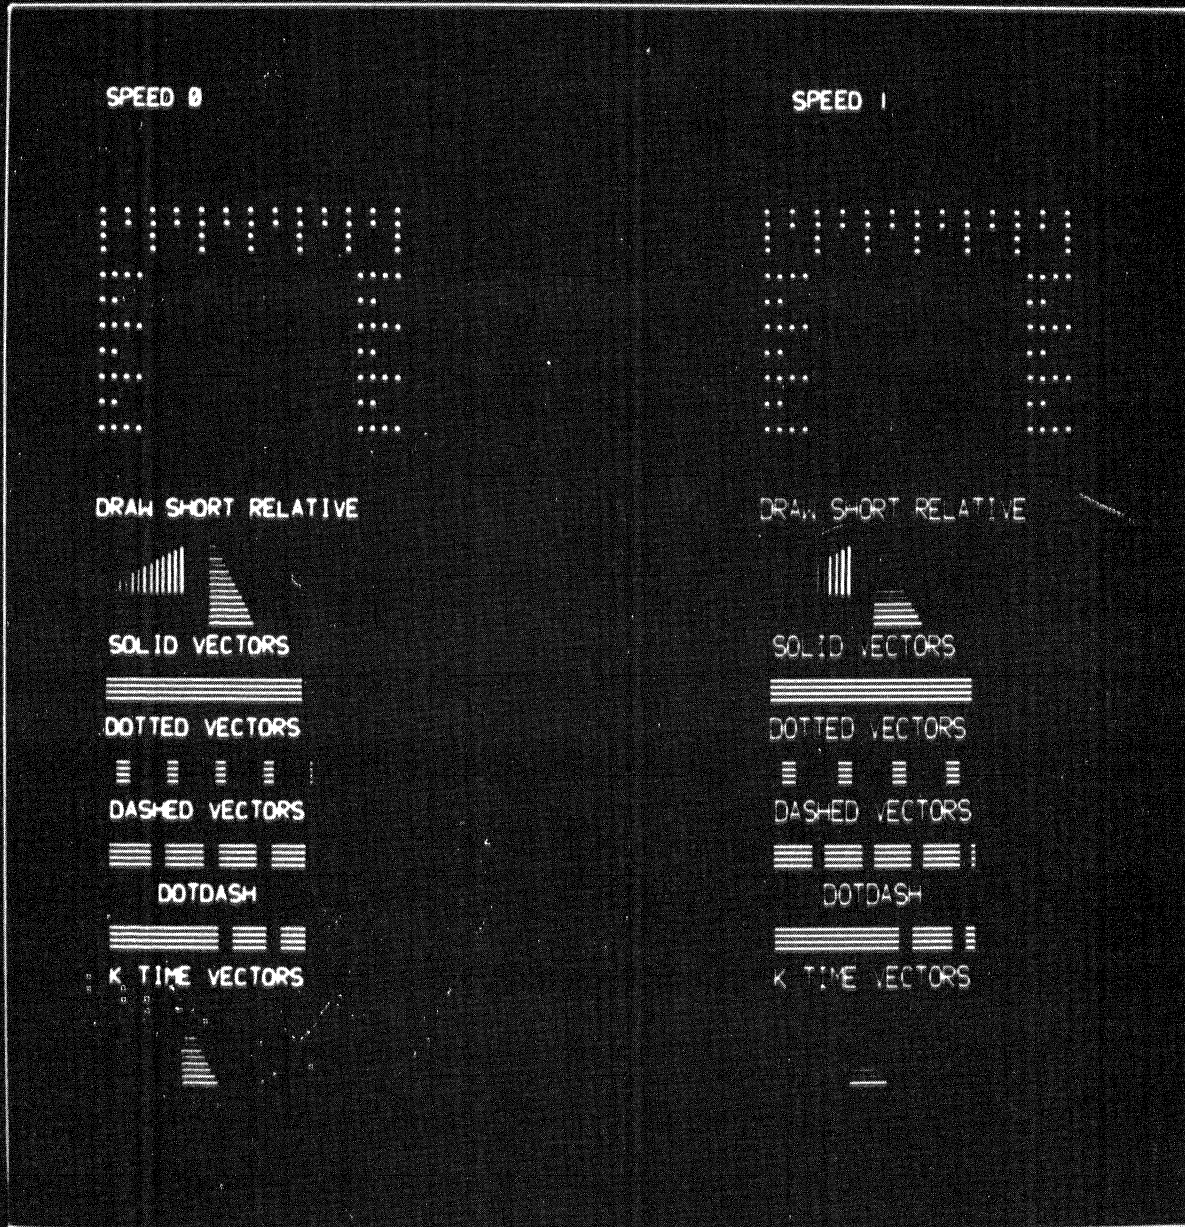 SPEED 0
DRAW SHORT RELATIVE
SOLID VECTORS
DOTTED VECTORS
DASHED VECTORS
DOTDASH
K TIME VECTORS
SPEED 1
DRAW SHORT RELATIVE
SOLID VECTORS
DOTTED VECTORS
DASHED VECTORS
DOTDASH
K TIME VECTORS